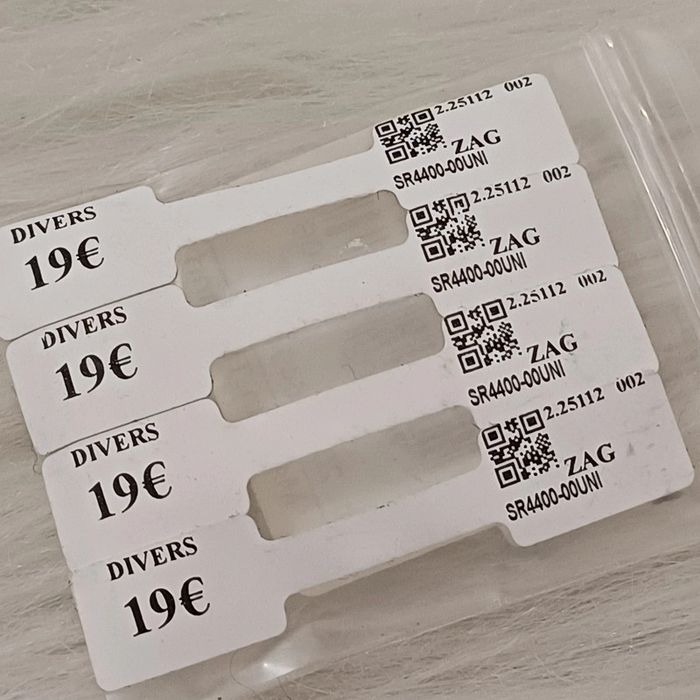 DIVERS
19€
2.25112 002
ZAG
SR4400-00UNI
DIVERS
19€
2.25112 002
ZAG
SR4400-00UNI
DIVERS
19€
2.25112 002
ZAG
SR4400-00UNI
DIVERS
19€
2.25112 002
ZAG
SR4400-00UNI